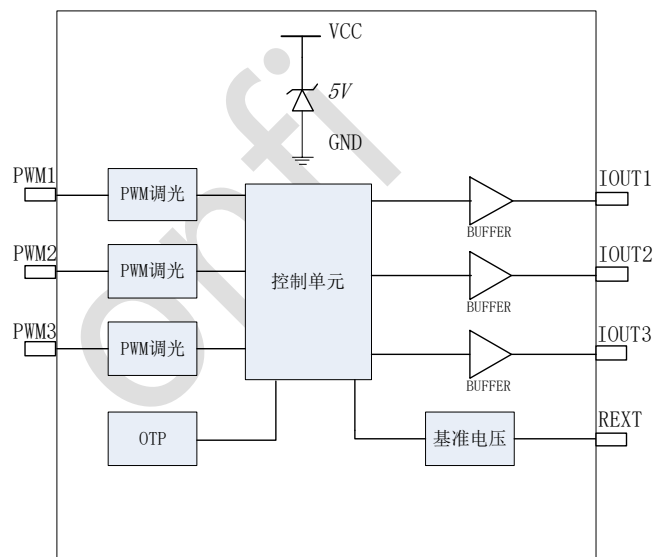 VCC
5V
GND
PWM1
PWM调光
IOUT1
BUFFER
PWM2
PWM调光
控制单元
IOUT2
BUFFER
PWM3
PWM调光
IOUT3
BUFFER
OTP
基准电压
REXT
onfi